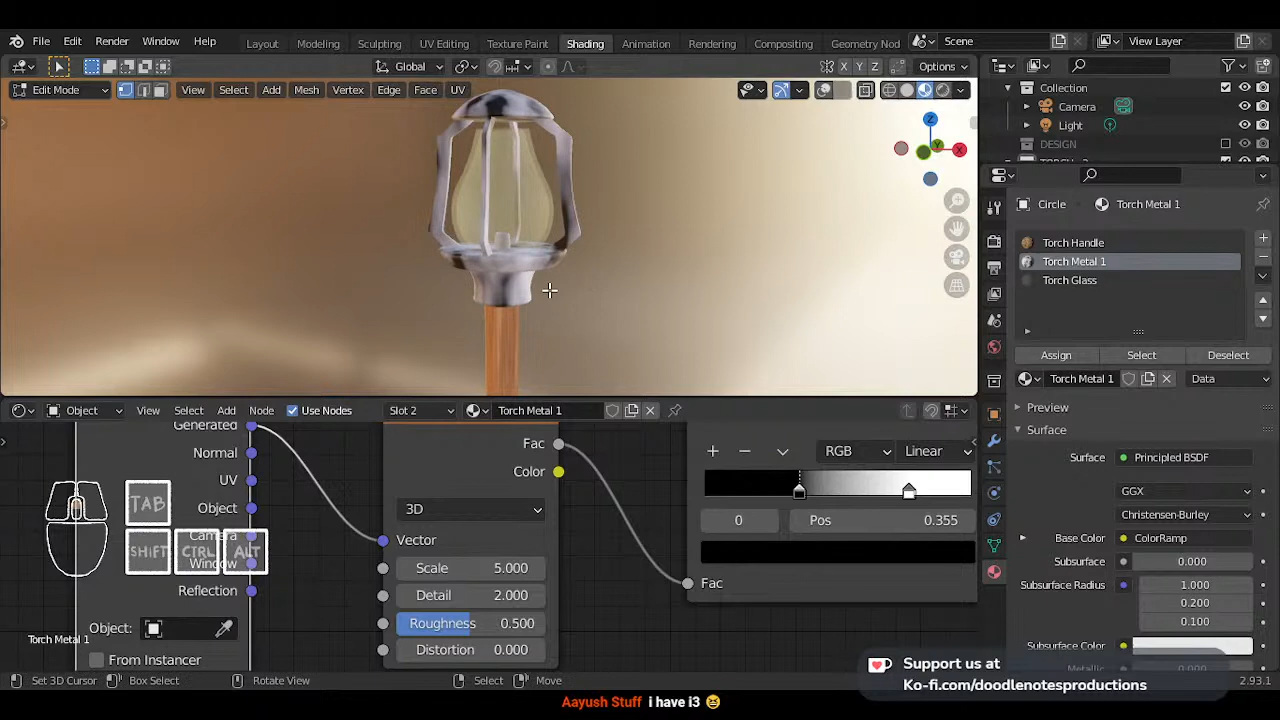 File Edit Render Window Help Layout Modeling Sculpting UV Editing Texture Paint Shading Animation Rendering Compositing Geometry Nod Scene View Layer
Global X Y Z Options
Edit Mode View Select Add Mesh Vertex Edge Face UV
Z
Y
X
Collection
Camera
Light
DESIGN
Circle Torch Metal 1
Torch Handle
Torch Metal 1
Torch Glass
Assign Select Deselect
Torch Metal 1 Data
Preview
Surface
Surface Principled BSDF
GGX
Christensen-Burley
Base Color ColorRamp
Subsurface 0.000
Subsurface Radius 1.000
0.200
0.100
Subsurface Color
Metallic 0.000
Object View Select Add Node Use Nodes Slot 2 Torch Metal 1
Generated
Normal
UV
Object
Camera
Window
Reflection
Object:
From Instancer
TAB
SHIFT CTRL ALT
Torch Metal 1
Fac
Color
3D
Vector
Scale 5.000
Detail 2.000
Roughness 0.500
Distortion 0.000
RGB Linear
0 Pos 0.355
Fac
Set 3D Cursor Box Select Rotate View Select Move 2.93.1
Support us at
Ko-fi.com/doodlenotesproductions
Aayush Stuff i have i3 😆